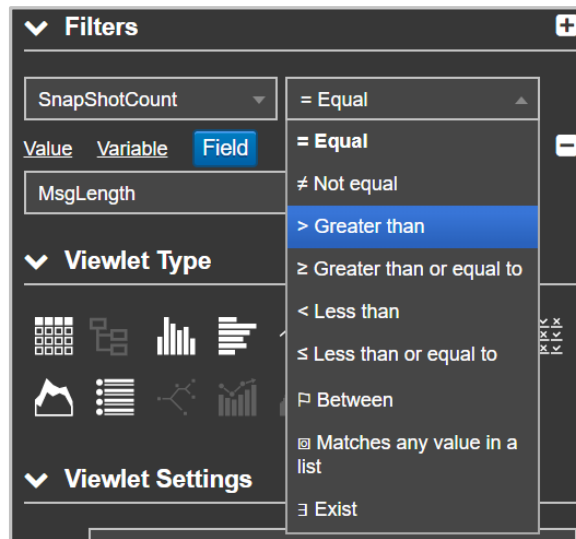 Filters
SnapShotCount
= Equal
Value Variable Field
MsgLength
= Equal
≠ Not equal
> Greater than
≥ Greater than or equal to
< Less than
≤ Less than or equal to
Between
Matches any value in a
list
∃ Exist
Viewlet Type
Viewlet Settings